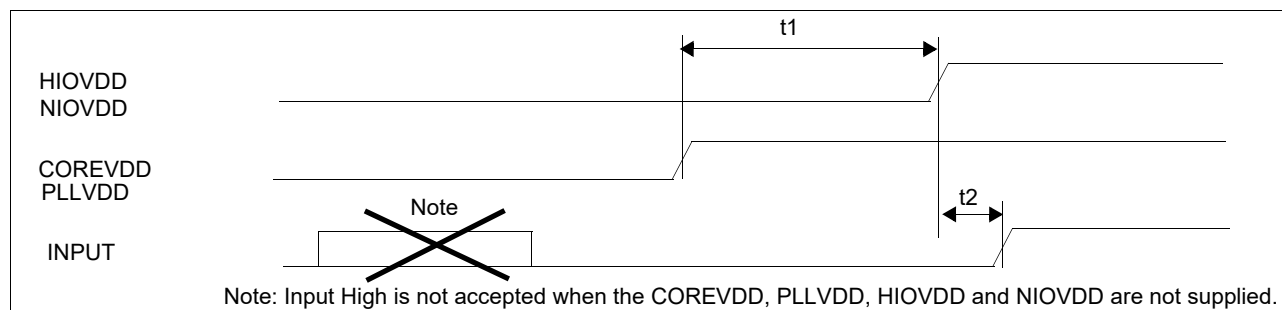 t1
HIOVDD
NIOVDD
COREVDD
PLLVDD
t2
Note
INPUT
Note: Input High is not accepted when the COREVDD, PLLVDD, HIOVDD and NIOVDD are not supplied.